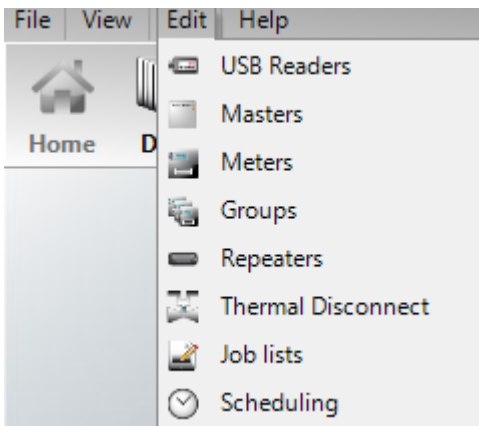 File View Edit Help
USB Readers
Masters
Home D
Meters
Groups
Repeaters
Thermal Disconnect
Job lists
Scheduling